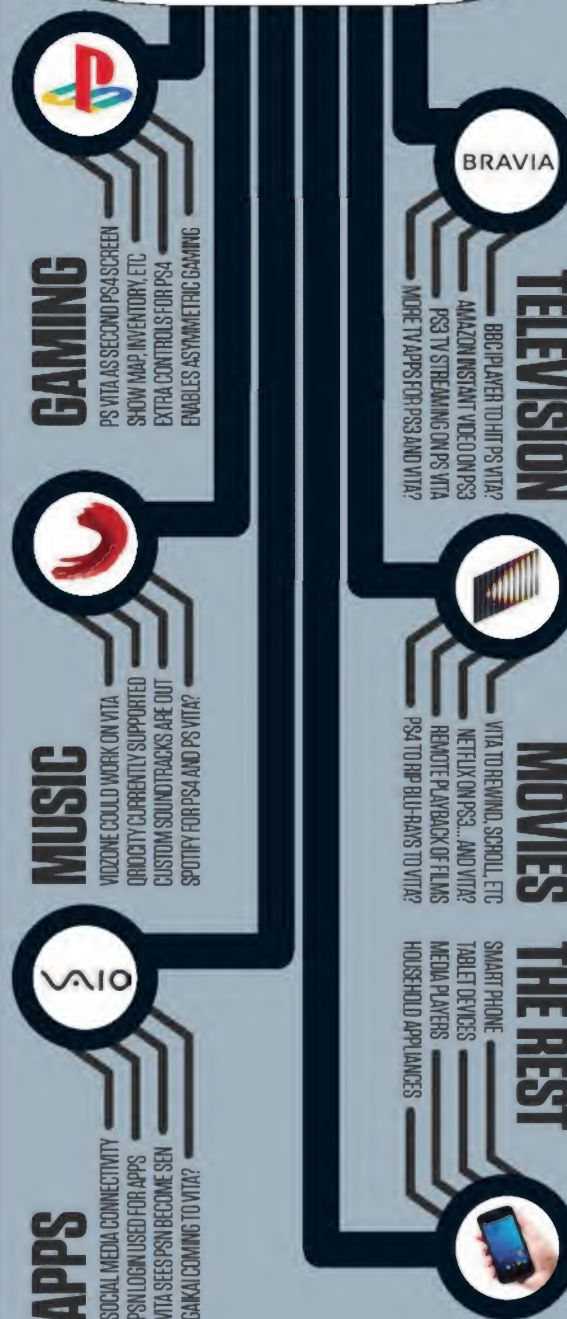 GAMING
PS VITA AS SECOND PS4 SCREEN
SHOW MAP, INVENTORY, ETC
EXTRA CONTROLS FOR PS4
ENABLES ASYMMETRIC GAMING
MUSIC
VIDZONE COULD WORK ON VITA
QRIOCITY CURRENTLY SUPPORTED
CUSTOM SOUNDTRACKS ARE OUT
SPOTIFY FOR PS4 AND PS VITA?
VAIO
APPS
SOCIAL MEDIA CONNECTIVITY
PSN LOGIN USED FOR APPS
VITA SEES PSN BECOME SEN
GAIKAI COMING TO VITA?
BRAVIA
TELEVISION
BBC IPLAYER TO HIT PS VITA?
AMAZON INSTANT VIDEO ON PS3
PS3 TV STREAMING ON PS VITA
MORE TV APPS FOR PS3 AND VITA?
MOVIES
VITA TO REWIND, SCROLL, ETC
NETFLIX ON PS3... AND VITA?
REMOTE PLAYBACK OF FILMS
PS4 TO RIP BLU-RAYS TO VITA?
THE REST
SMART PHONE
TABLET DEVICES
MEDIA PLAYERS
HOUSEHOLD APPLIANCES